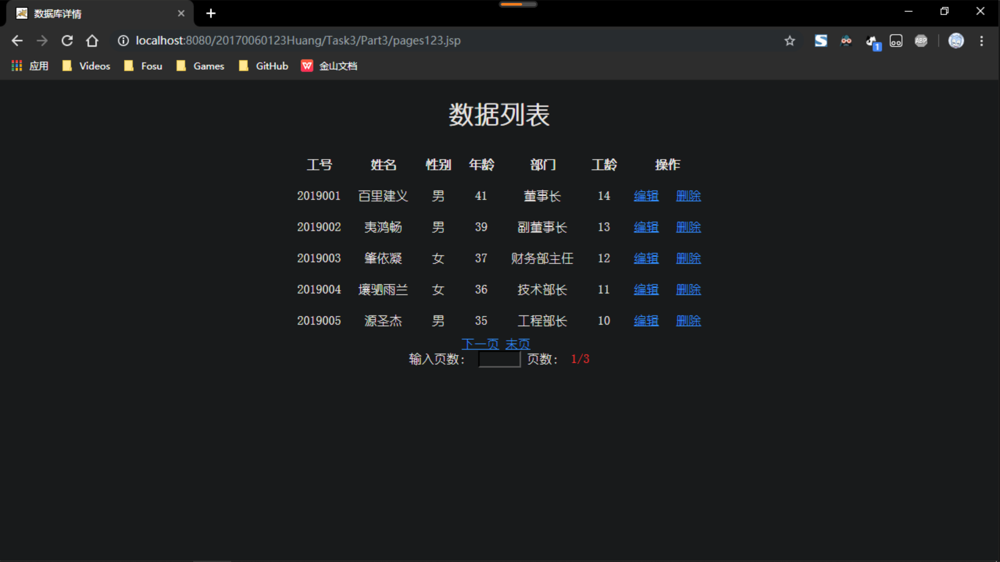 数据库详情
localhost:8080/20170060123Huang/Task3/Part3/pages123.jsp
ABP
1
应用 Videos Fosu Games GitHub 金山文档
数据列表
工号 姓名 性别 年龄 部门 工龄 操作
2019001 百里建义 男 41 董事长 14 编辑 删除
2019002 夷鸿畅 男 39 副董事长 13 编辑 删除
2019003 肇依凝 女 37 财务部主任 12 编辑 删除
2019004 壤驷雨兰 女 36 技术部长 11 编辑 删除
2019005 源圣杰 男 35 工程部长 10 编辑 删除
下一页 末页
输入页数： 页数： 1/3